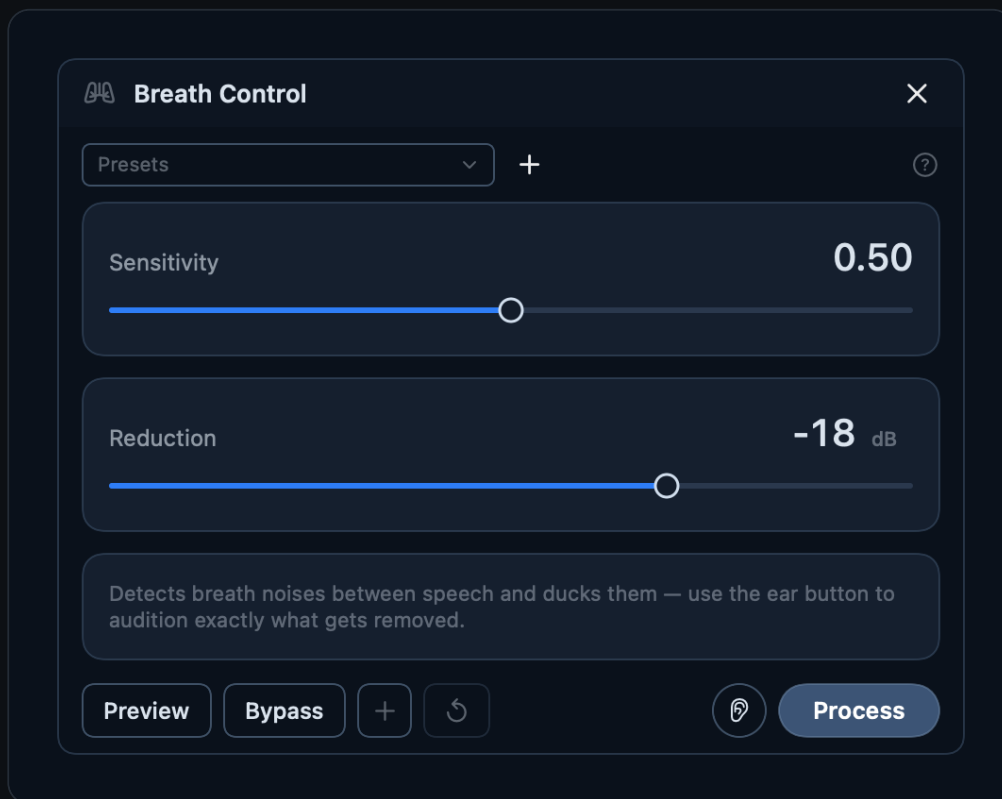 Breath Control
Presets
?
Sensitivity
0.50
Reduction
-18 dB
Detects breath noises between speech and ducks them — use the ear button to
audition exactly what gets removed.
Preview
Bypass
Process